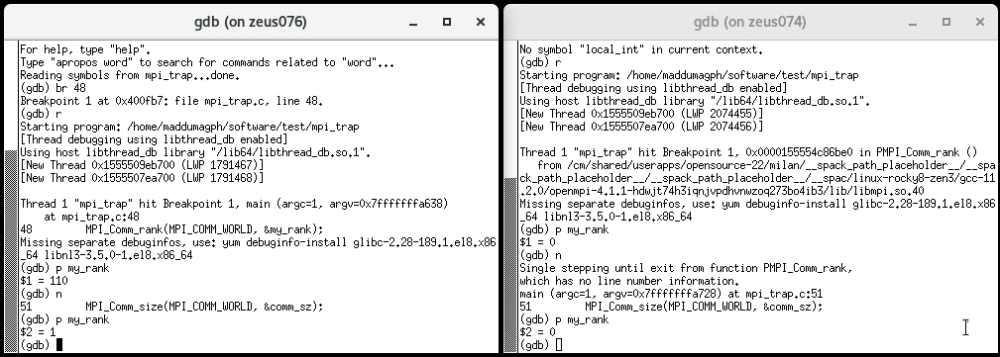 gdb (on zeus076)
For help, type "help".
Type "apropos word" to search for commands related to "word"...
Reading symbols from mpi_trap...done.
(gdb) br 48
Breakpoint 1 at 0x400fb7: file mpi_trap.c, line 48.
(gdb) r
Starting program: /home/maddumagph/software/test/mpi_trap
[Thread debugging using libthread_db enabled]
Using host libthread_db library "/lib64/libthread_db.so.1".
[New Thread 0x1555509eb700 (LWP 1791467)]
[New Thread 0x1555507ea700 (LWP 1791468)]
Thread 1 "mpi_trap" hit Breakpoint 1, main (argc=1, argv=0x7fffffffa638)
at mpi_trap.c:48
48 MPI_Comm_rank(MPI_COMM_WORLD, &my_rank);
Missing separate debuginfos, use: yum debuginfo-install glibc-2.28-189.1.el8.x86
_64 libnl3-3.5.0-1.el8.x86_64
(gdb) p my_rank
$1 = 110
(gdb) n
51 MPI_Comm_size(MPI_COMM_WORLD, &comm_sz);
(gdb) p my_rank
$2 = 1
(gdb)
gdb (on zeus074)
No symbol "local_int" in current context.
(gdb) r
Starting program: /home/maddumagph/software/test/mpi_trap
[Thread debugging using libthread_db enabled]
Using host libthread_db library "/lib64/libthread_db.so.1".
[New Thread 0x1555509eb700 (LWP 2074455)]
[New Thread 0x1555507ea700 (LWP 2074456)]
Thread 1 "mpi_trap" hit Breakpoint 1, 0x0000155554c86be0 in PMPI_Comm_rank ()
from /cm/shared/userapps/opensource-22/milan/__spack_path_placeholder__/__spa
ck_path_placeholder__/__spack_path_placeholder__/__spac/linux-rocky8-zen3/gcc-11
.2.0/openmpi-4.1.1-hdwjt74h3iqnjvpdhvnwzoq273bo4ib3/lib/libmpi.so.40
Missing separate debuginfos, use: yum debuginfo-install glibc-2.28-189.1.el8.x86
_64 libnl3-3.5.0-1.el8.x86_64
(gdb) p my_rank
$1 = 0
(gdb) n
Single stepping until exit from function PMPI_Comm_rank,
which has no line number information.
main (argc=1, argv=0x7fffffffa728) at mpi_trap.c:51
51 MPI_Comm_size(MPI_COMM_WORLD, &comm_sz);
(gdb) p my_rank
$2 = 0
(gdb)